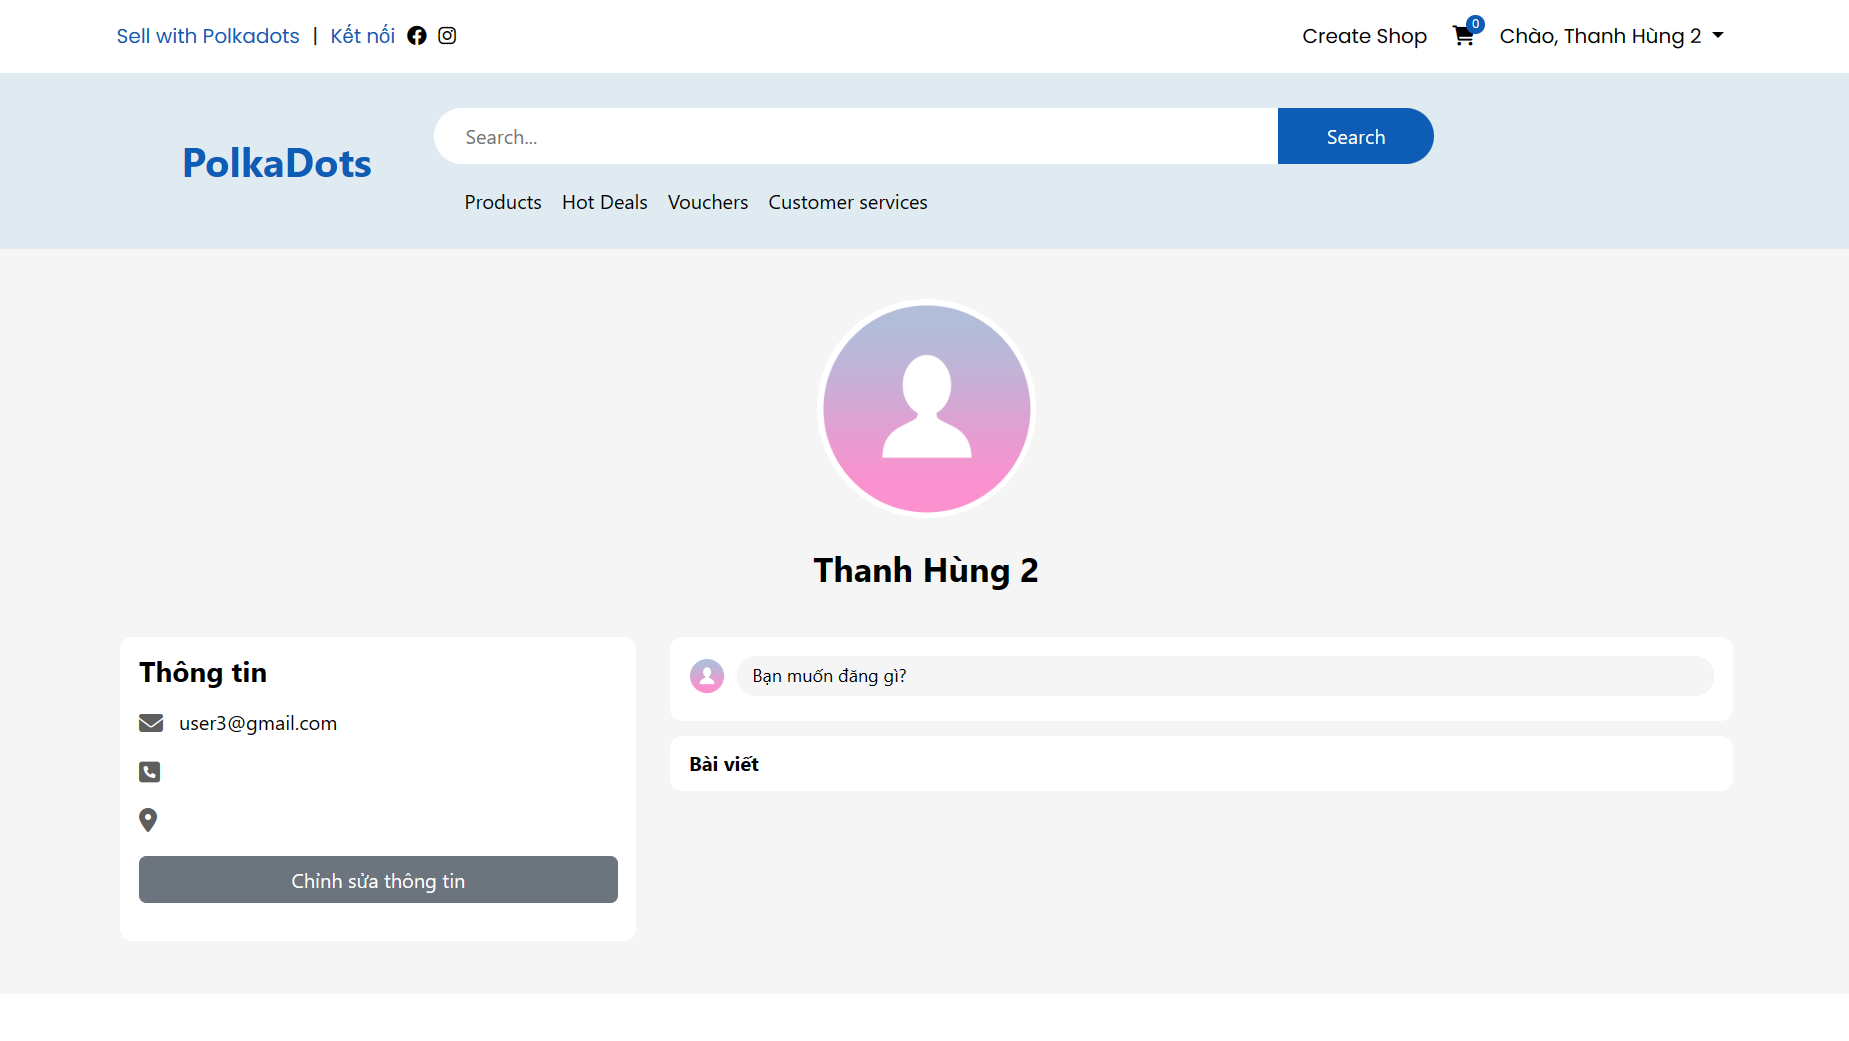 Sell with Polkadots | Kết nối
Create Shop 0 Chào, Thanh Hùng 2
PolkaDots
Search... Search
Products Hot Deals Vouchers Customer services
Thanh Hùng 2
Thông tin
user3@gmail.com
Chỉnh sửa thông tin
Bạn muốn đăng gì?
Bài viết